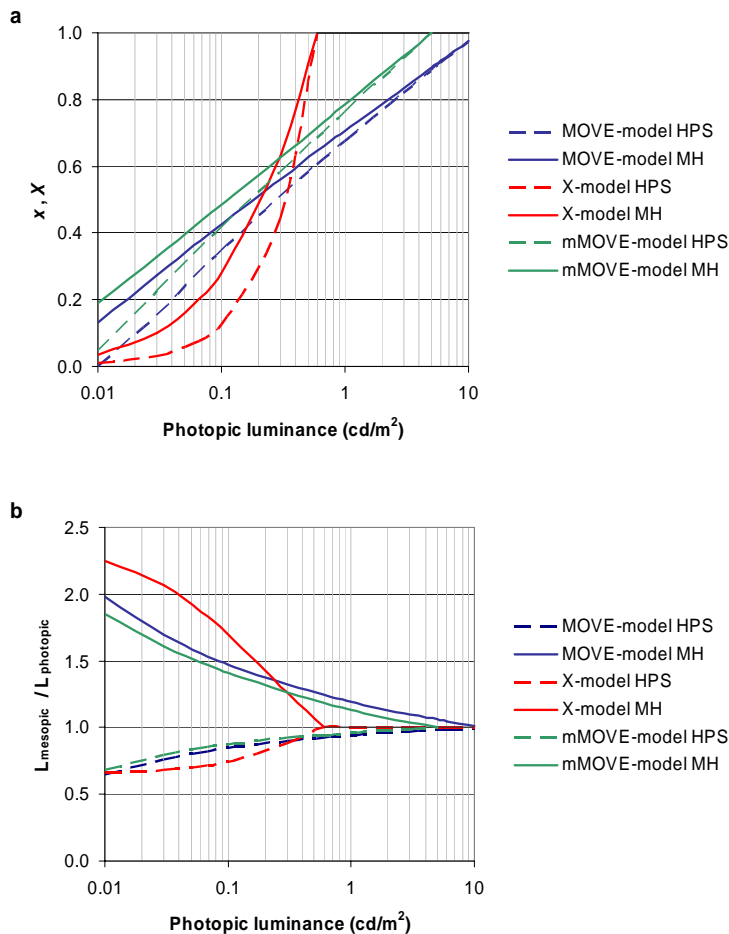 a
1.0
0.8
0.6
0.4
0.2
0.0
x , X
0.01 0.1 1 10
Photopic luminance (cd/m²)
MOVE-model HPS
MOVE-model MH
X-model HPS
X-model MH
mMOVE-model HPS
mMOVE-model MH
b
2.5
2.0
1.5
1.0
0.5
0.0
Lmesopic / Lphotopic
0.01 0.1 1 10
Photopic luminance (cd/m²)
MOVE-model HPS
MOVE-model MH
X-model HPS
X-model MH
mMOVE-model HPS
mMOVE-model MH